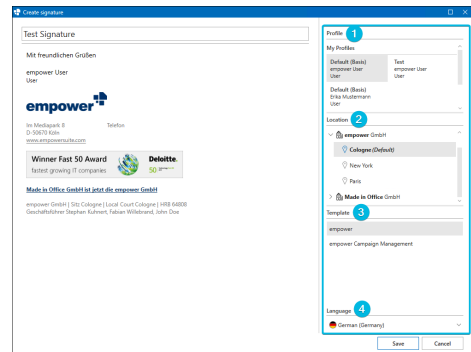 Create signature
Test Signature
Mit freundlichen Grüßen
empower User
User
empower
Im Mediapark 8 Telefon
D-50670 Köln
www.empowersuite.com
Winner Fast 50 Award
fastest growing IT companies
Deloitte.
50
Made in Office GmbH ist jetzt die empower GmbH
empower GmbH | Sitz Cologne | Local Court Cologne | HRB 64808
Geschäftsführer Stephen Kuhnert, Fabian Willebrand, John Doe
Profile 1
My Profiles
Default (Basis) Test
empower User empower User
User User
Default (Basis)
Erika Mustermann
User
Location 2
empower GmbH
Cologne (Default)
New York
Paris
Made in Office GmbH
Template 3
empower
empower Campaign Management
Language 4
German (Germany)
Save Cancel